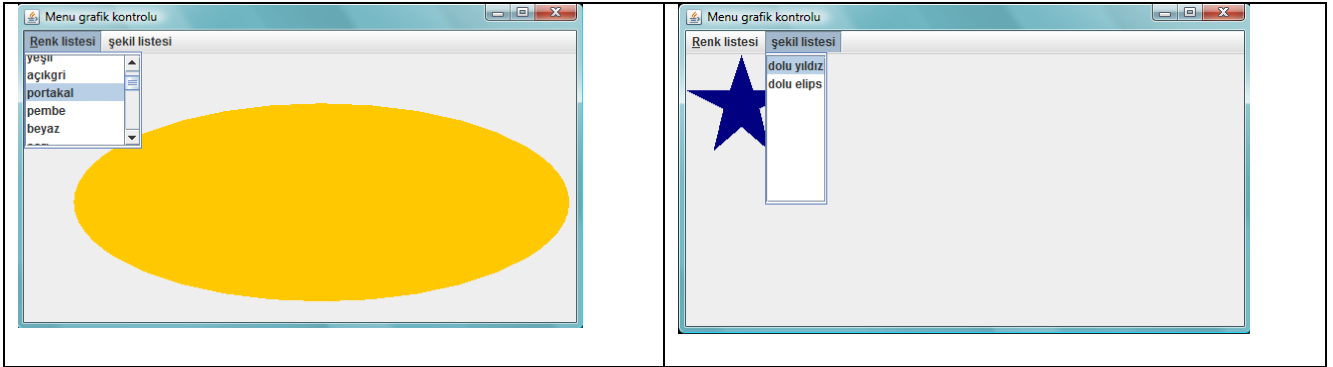 Menu grafik kontrolu
Renk listesi şekil listesi
yeşil
açıkgri
portakal
pembe
beyaz
Menu grafik kontrolu
Renk listesi şekil listesi
dolu yıldız
dolu elips